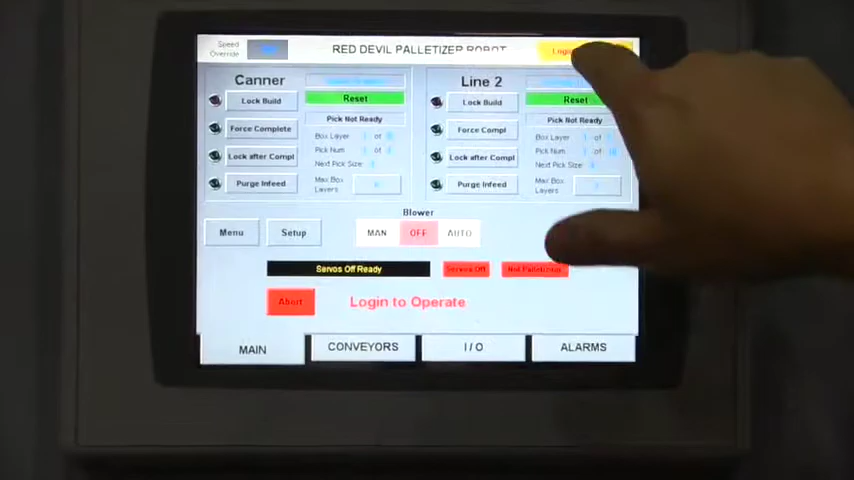 Speed
Override
RED DEVIL PALLETIZER ROBOT
Login
Canner
Line 2
Lock Build
Reset
Lock Build
Reset
Force Complete
Pick Not Ready
Force Compl
Pick Not Ready
Box Layer of
Box Layer of
Lock after Compl
Pick Num of
Lock after Compl
Pick Num of
Next Pick Size:
Next Pick Size:
Purge Infeed
Max Box
Layers
Purge Infeed
Max Box
Layers
Blower
Menu
Setup
MAN
OFF
AUTO
Servos Off Ready
Servos Off
Not Palletizing
Abort
Login to Operate
MAIN
CONVEYORS
I / O
ALARMS